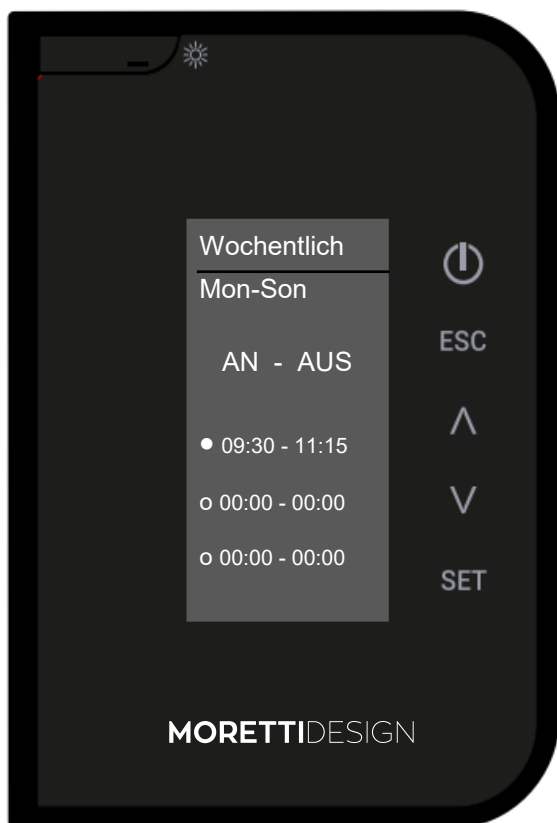 Wochentlich
Mon-Son
AN - AUS
● 09:30 - 11:15
o 00:00 - 00:00
o 00:00 - 00:00
ESC
SET
MORETTIDESIGN